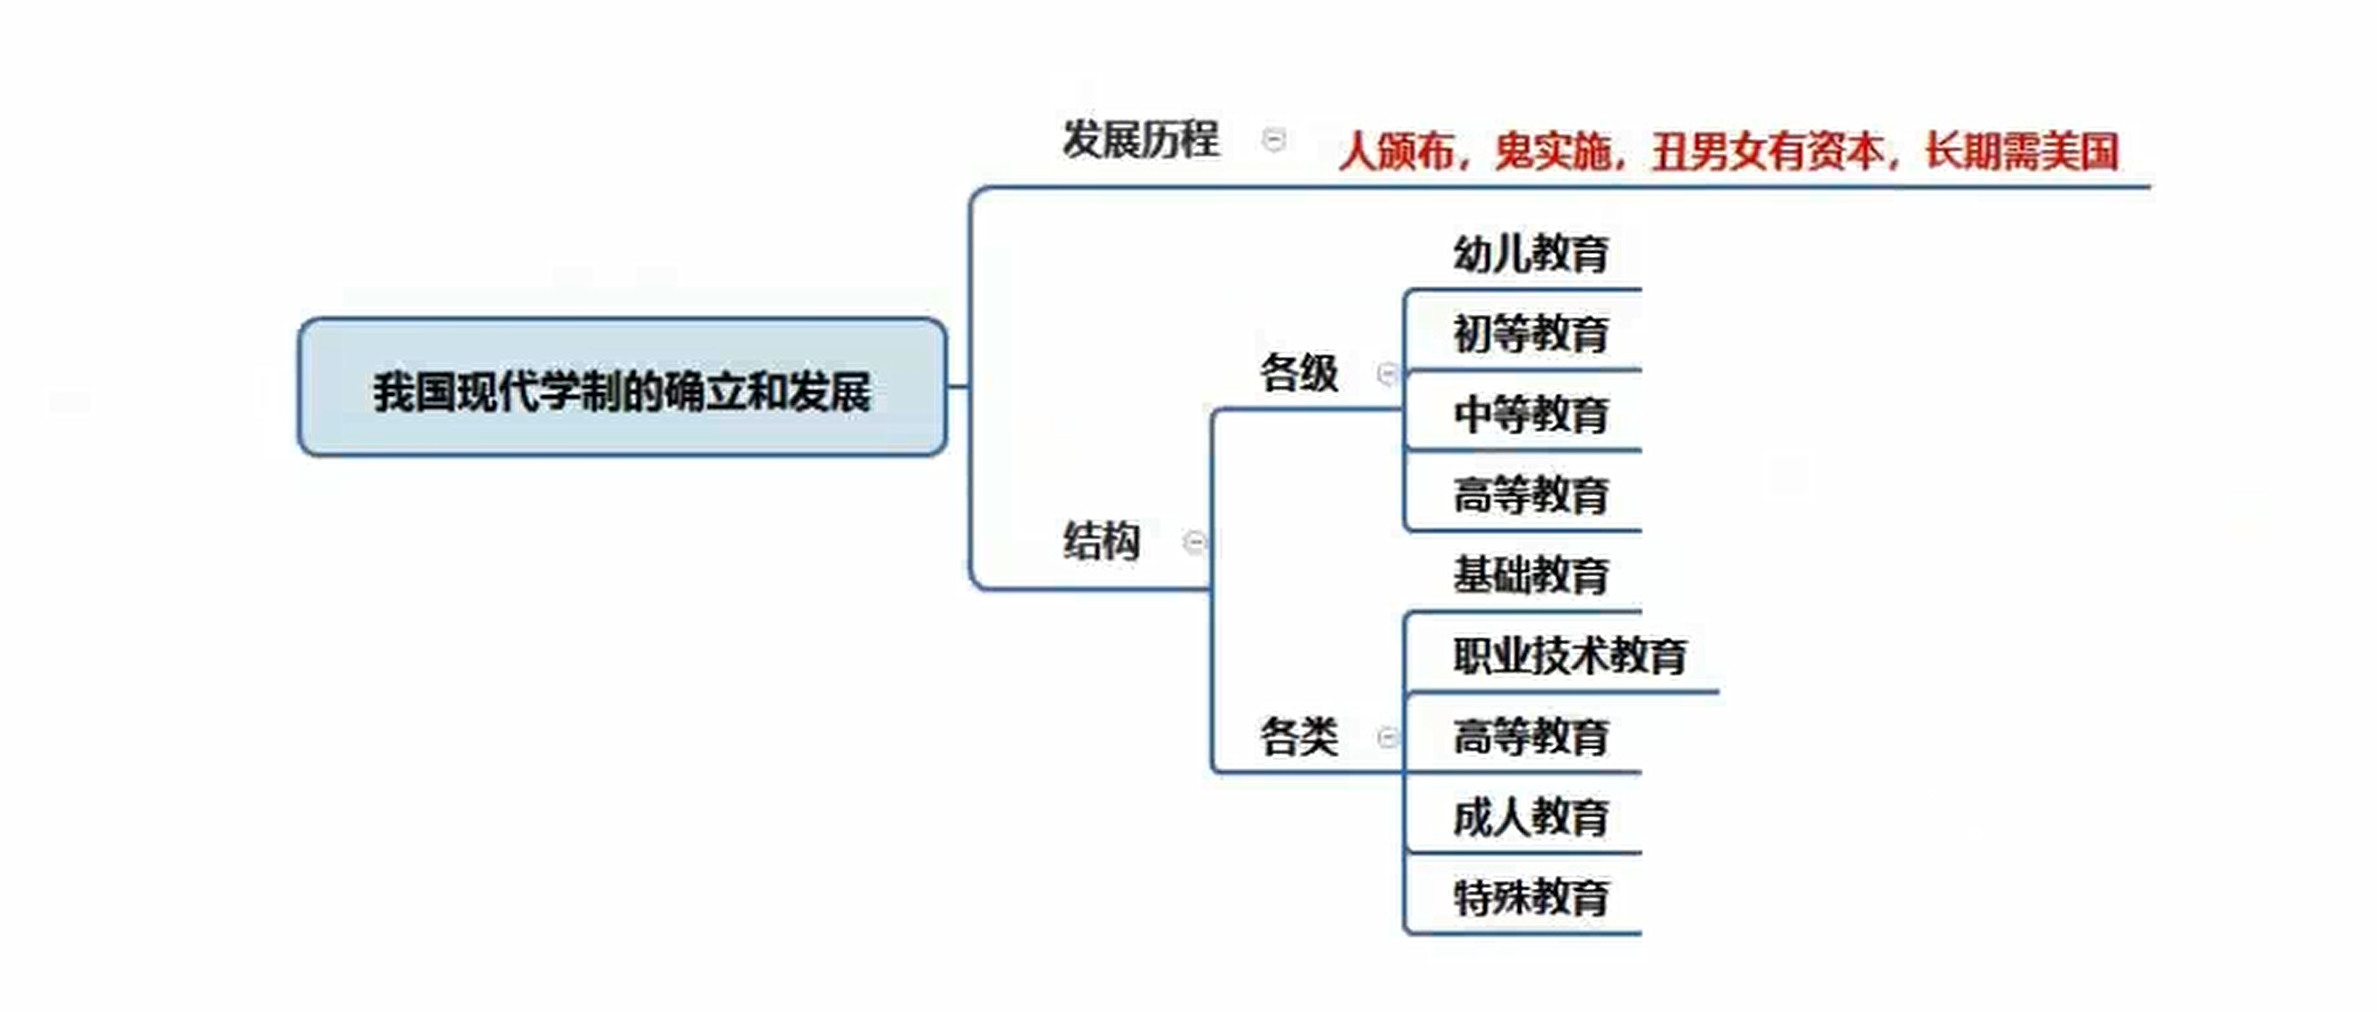 发展历程
人颁布，鬼实施，丑男女有资本，长期需美国
我国现代学制的确立和发展
结构
各级
幼儿教育
初等教育
中等教育
高等教育
各类
基础教育
职业技术教育
高等教育
成人教育
特殊教育